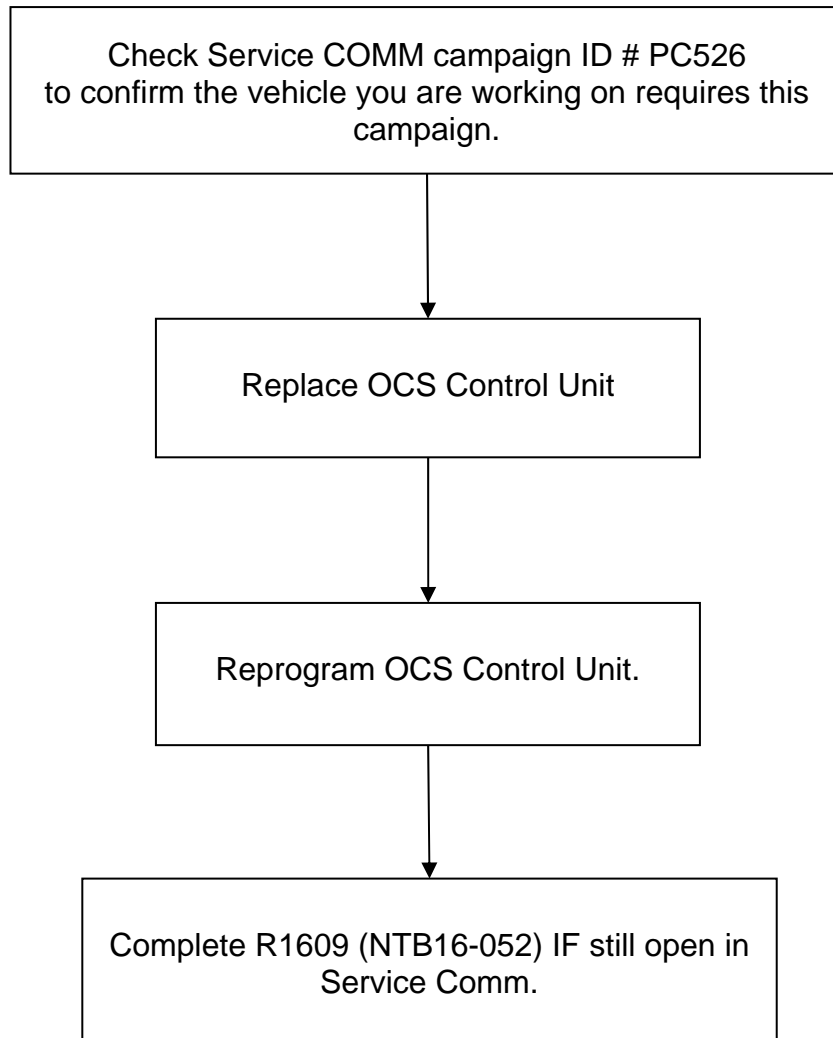 Check Service COMM campaign ID # PC526
to confirm the vehicle you are working on requires this
campaign.
Replace OCS Control Unit
Reprogram OCS Control Unit.
Complete R1609 (NTB16-052) IF still open in
Service Comm.